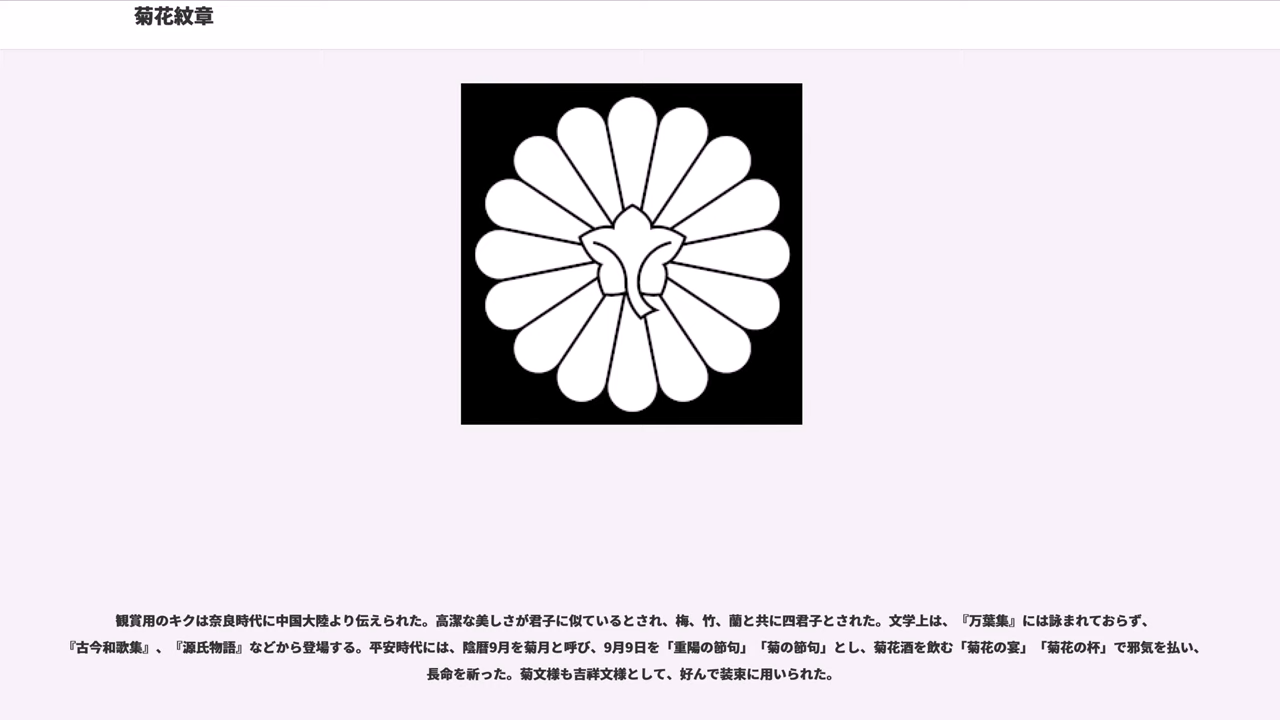 菊花紋章
観賞用のキクは奈良時代に中国大陸より伝えられた。高潔な美しさが君子に似ているとされ、梅、竹、蘭と共に四君子とされた。文学上は、『万葉集』には詠まれておらず、
『古今和歌集』、『源氏物語』などから登場する。平安時代には、陰暦9月を菊月と呼び、9月9日を「重陽の節句」「菊の節句」とし、菊花酒を飲む「菊花の宴」「菊花の杯」で邪気を払い、
長命を祈った。菊文様も吉祥文様として、好んで装束に用いられた。